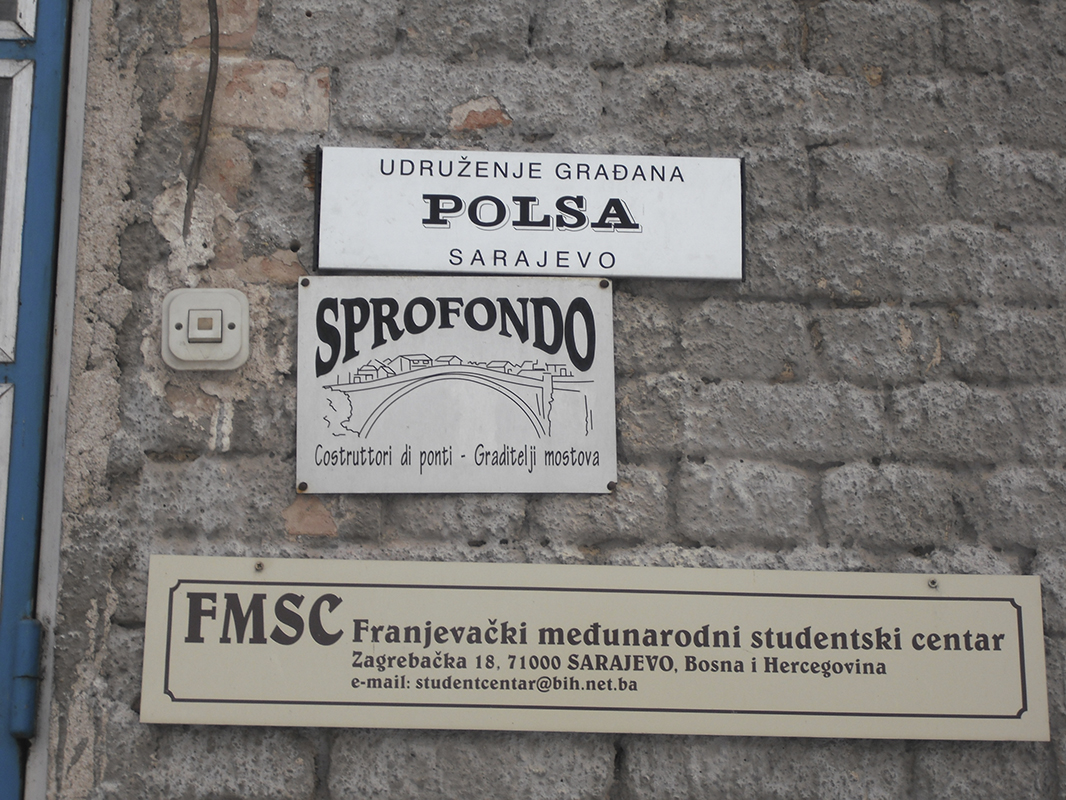 UDRUŽENJE GRAĐANA
POLSA
SARAJEVO
SPROFONDO
Costruttori di ponti - Graditelji mostova
FMSC Franjevački međunarodni studentski centar
Zagrebačka 18, 71000 SARAJEVO, Bosna i Hercegovina
e-mail: studentcentar@bih.net.ba